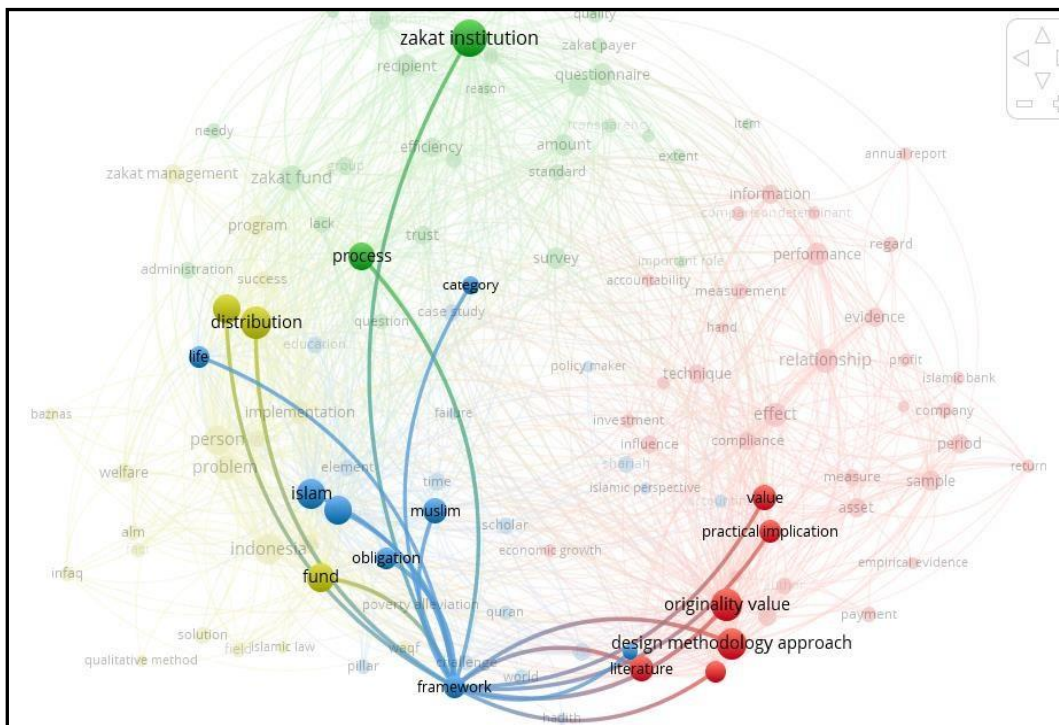 quality
zakat institution
zakat payer
recipient
questionnaire
reason
transparency
item
needy
efficiency
amount
annual report
group
extent
zakat management
zakat fund
standard
information
comparison
determinant
lack
program
trust
regard
process
survey
important role
performance
administration
success
accountability
category
measurement
case study
distribution
question
hand
evidence
education
life
policy maker
relationship
profit
technique
islamic bank
baznas
implementation
failure
investment
effect
company
person
influence
compliance
period
problem
element
shariah
return
welfare
time
islamic perspective
measure
sample
islam
value
muslim
asset
scholar
practical implication
alm
indonesia
economic growth
obligation
empirical evidence
infaq
fund
poverty alleviation
originality value
quran
payment
solution
field
islamic law
waqf
design methodology approach
qualitative method
pillar
challenge
literature
world
framework
hadith